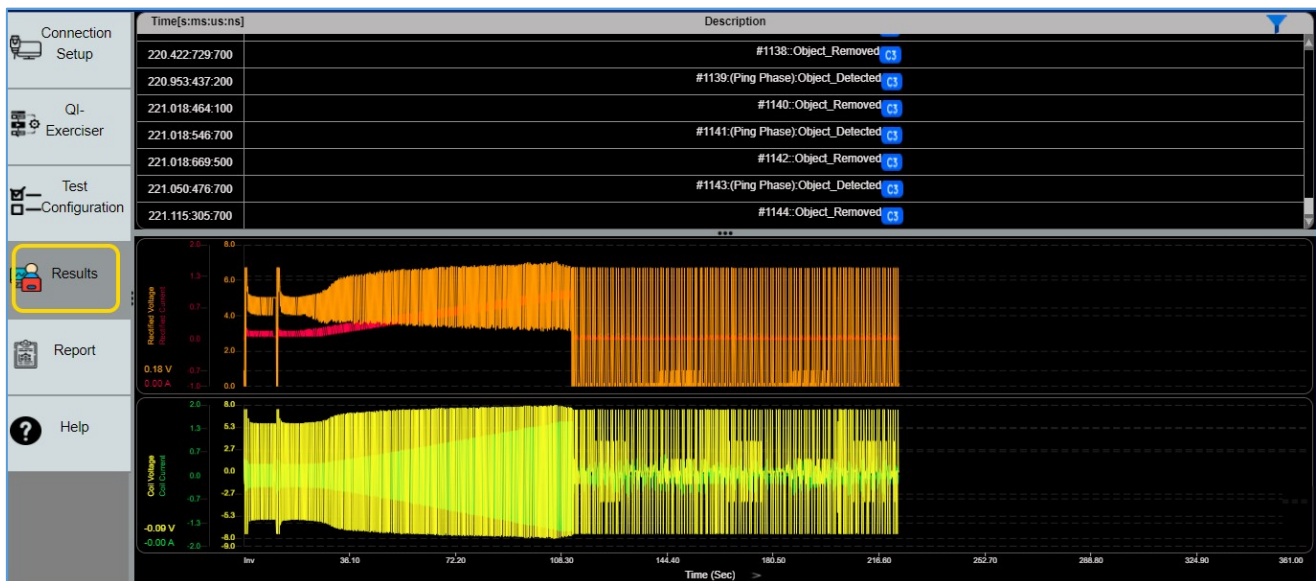 Connection
Setup
QI-
Exerciser
Test
Configuration
Results
Report
Help
Time[s:ms:us:ns] Description
220.422:729:700 #1138::Object_Removed C3
220.953:437:200 #1139:(Ping Phase):Object_Detected C3
221.018:464:100 #1140::Object_Removed C3
221.018:546:700 #1141:(Ping Phase):Object_Detected C3
221.018:669:500 #1142::Object_Removed C3
221.050:476:700 #1143:(Ping Phase):Object_Detected C3
221.115:305:700 #1144::Object_Removed C3
Rectified Voltage
Rectified Current
2.0 8.0
1.3 6.0
0.7 4.0
0.0 2.0
-0.7
-1.0 0.0
0.18 V
0.00 A
Coil Voltage
Coil Current
2.0 8.0
1.3 5.3
0.7 2.7
0.0 0.0
-0.7 -2.7
-1.3 -5.3
-8.0
-2.0 -9.0
-0.09 V
-0.00 A
Inv 36.10 72.20 108.30 144.40 180.50 216.60 252.70 288.80 324.90 361.00
Time (Sec) >